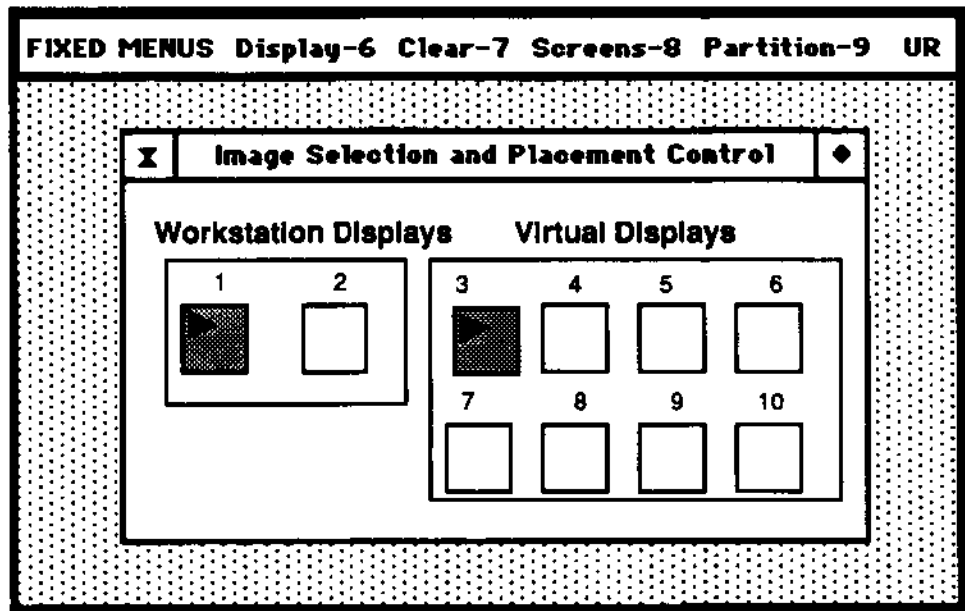 FIXED MENUS Display-6 Clear-7 Screens-8 Partition-9 UR
Image Selection and Placement Control
Workstation Displays Virtual Displays
1 2 3 4 5 6
7 8 9 10